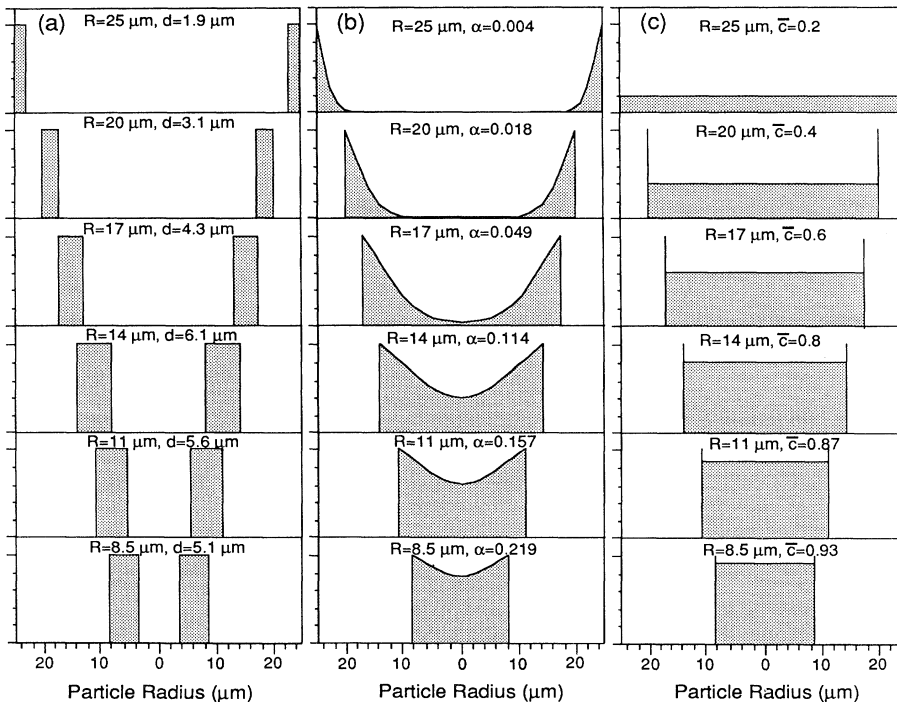 (a)
R=25 µm, d=1.9 µm
R=20 µm, d=3.1 µm
R=17 µm, d=4.3 µm
R=14 µm, d=6.1 µm
R=11 µm, d=5.6 µm
R=8.5 µm, d=5.1 µm
20 10 0 10 20
Particle Radius (µm)
(b)
R=25 µm, α=0.004
R=20 µm, α=0.018
R=17 µm, α=0.049
R=14 µm, α=0.114
R=11 µm, α=0.157
R=8.5 µm, α=0.219
20 10 0 10 20
Particle Radius (µm)
(c)
R=25 µm, c̅=0.2
R=20 µm, c̅=0.4
R=17 µm, c̅=0.6
R=14 µm, c̅=0.8
R=11 µm, c̅=0.87
R=8.5 µm, c̅=0.93
20 10 0 10 20
Particle Radius (µm)